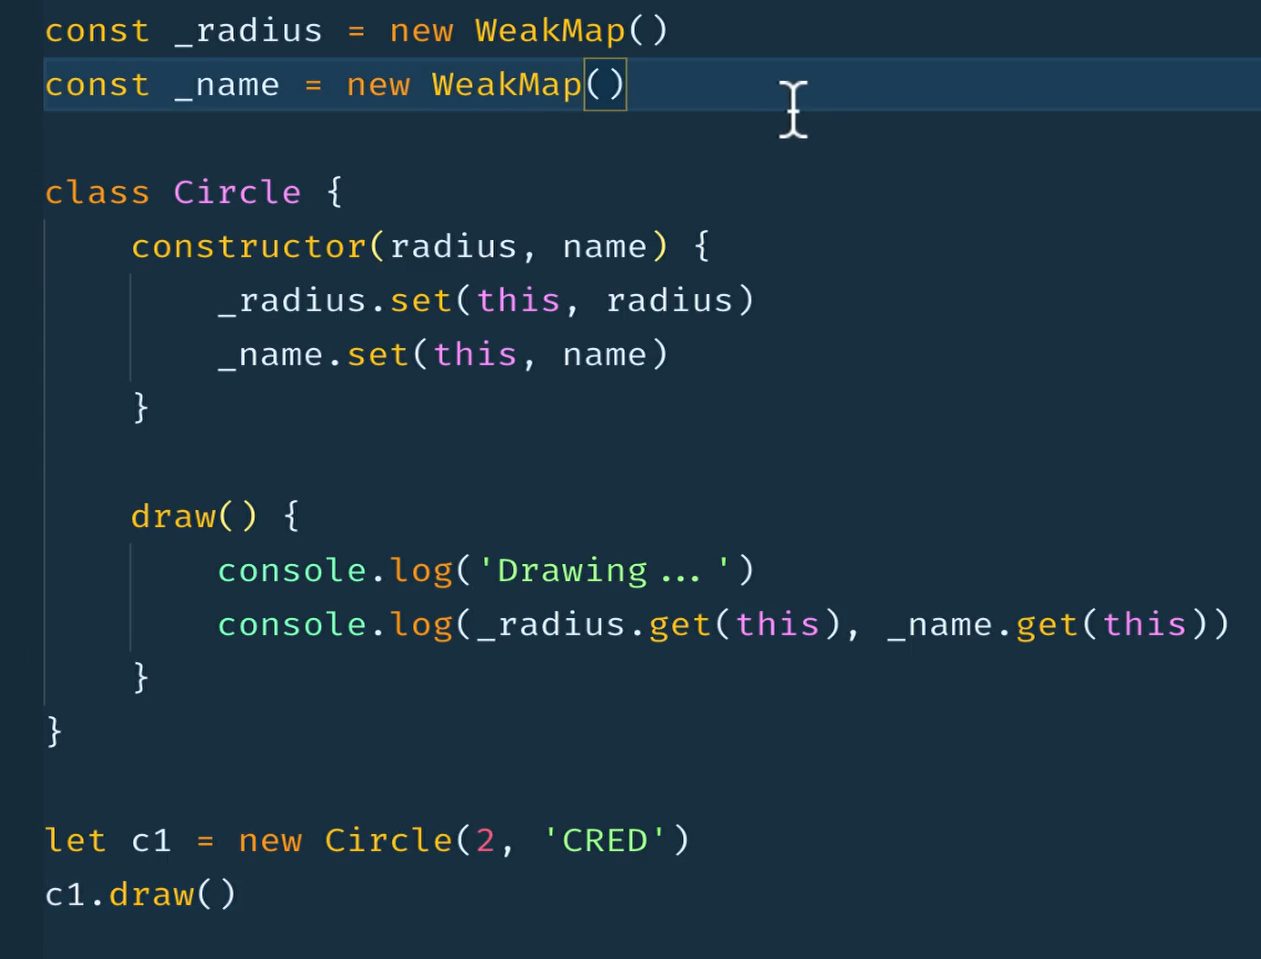 const _radius = new WeakMap()
const _name = new WeakMap()
class Circle {
constructor(radius, name) {
_radius.set(this, radius)
_name.set(this, name)
}
draw() {
console.log('Drawing...')
console.log(_radius.get(this), _name.get(this))
}
}
let c1 = new Circle(2, 'CRED')
c1.draw()